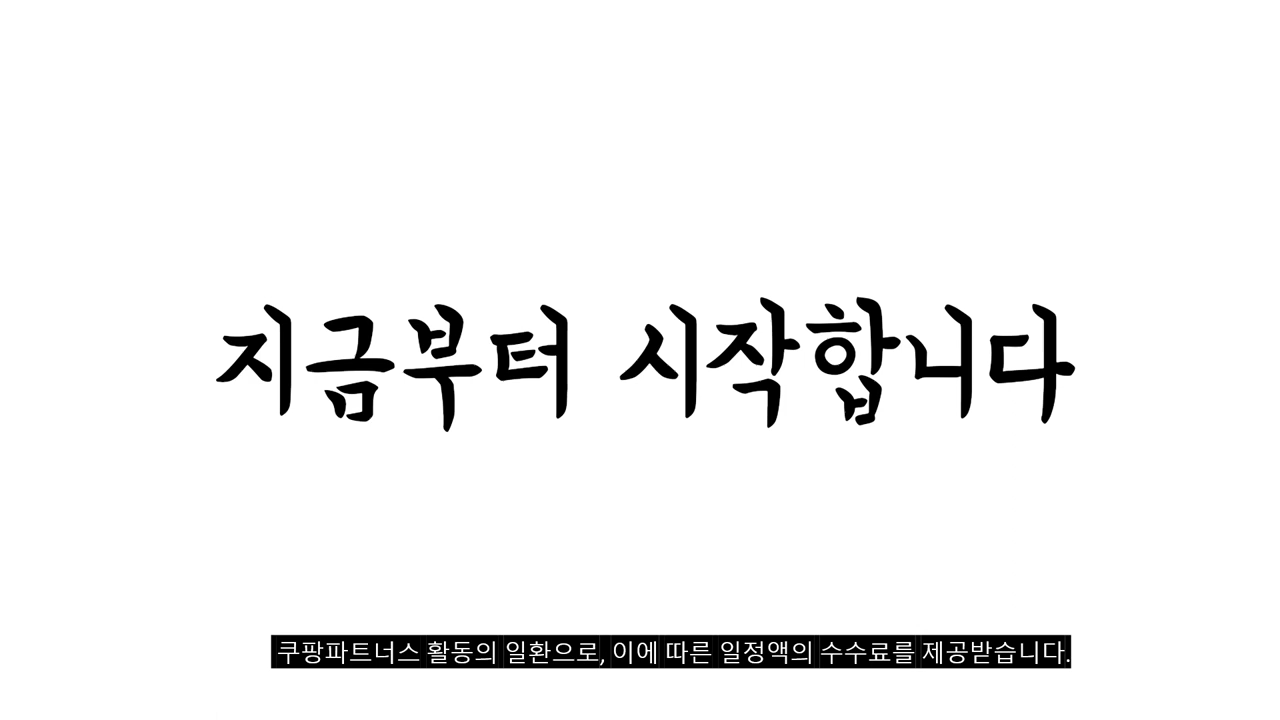 지금부터 시작합니다
쿠팡파트너스 활동의 일환으로, 이에 따른 일정액의 수수료를 제공받습니다.